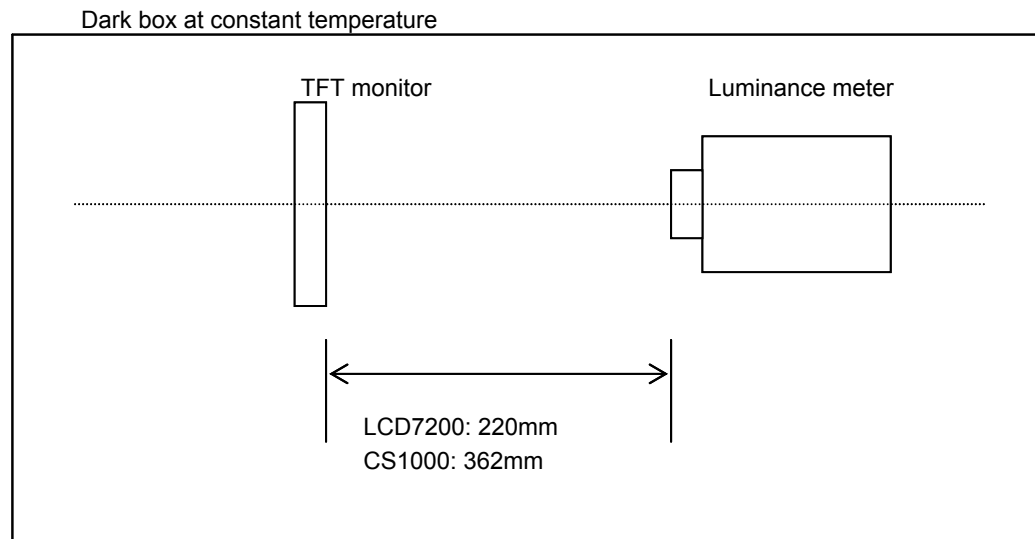 Dark box at constant temperature
TFT monitor
Luminance meter
LCD7200: 220mm
CS1000: 362mm